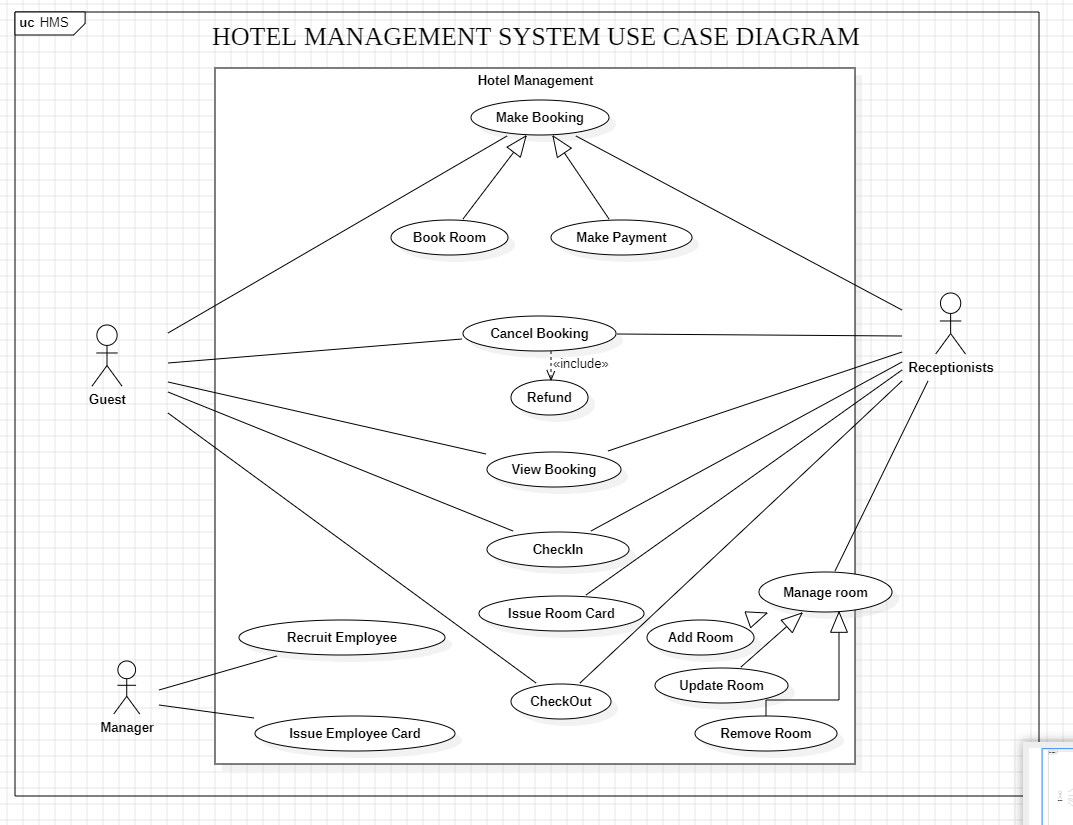 uc HMS
HOTEL MANAGEMENT SYSTEM USE CASE DIAGRAM
Hotel Management
Make Booking
Book Room
Make Payment
Cancel Booking
«include»
Refund
Receptionists
Guest
View Booking
CheckIn
Manage room
Issue Room Card
Recruit Employee
Add Room
Update Room
CheckOut
Manager
Issue Employee Card
Remove Room